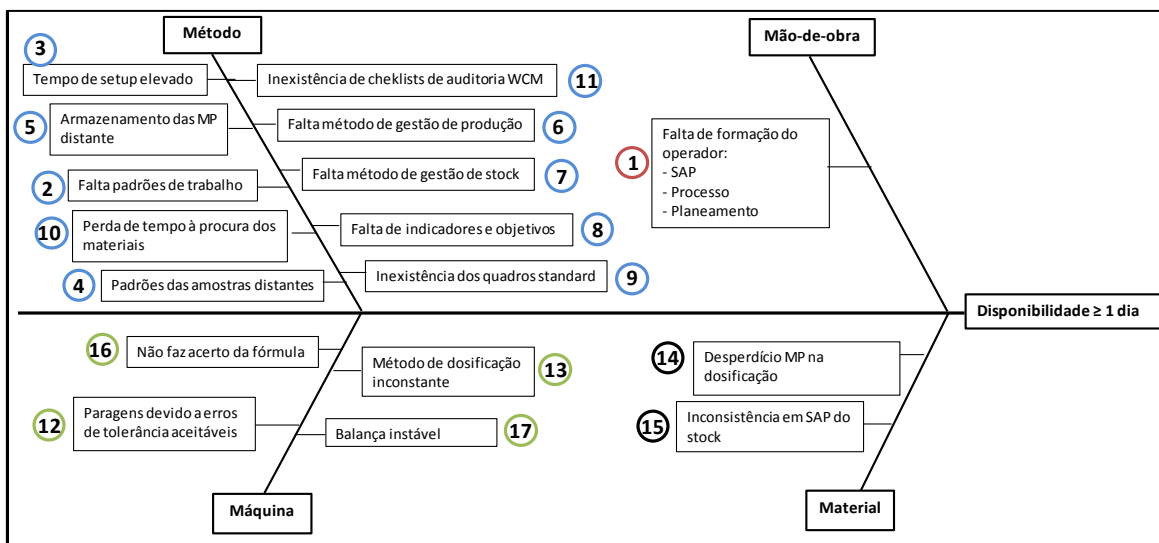 Método
Mão-de-obra
3
Tempo de setup elevado
Inexistência de cheklists de auditoria WCM
11
5
Armazenamento das MP
distante
Falta método de gestão de produção
6
1
Falta de formação do
operador:
- SAP
- Processo
- Planeamento
2
Falta padrões de trabalho
Falta método de gestão de stock
7
10
Perda de tempo à procura dos
materiais
Falta de indicadores e objetivos
8
4
Padrões das amostras distantes
Inexistência dos quadros standard
9
Disponibilidade ≥ 1 dia
16
Não faz acerto da fórmula
Método de dosificação
inconstante
13
14
Desperdício MP na
dosificação
12
Paragens devido a erros
de tolerância aceitáveis
Balança instável
17
15
Inconsistência em SAP do
stock
Máquina
Material